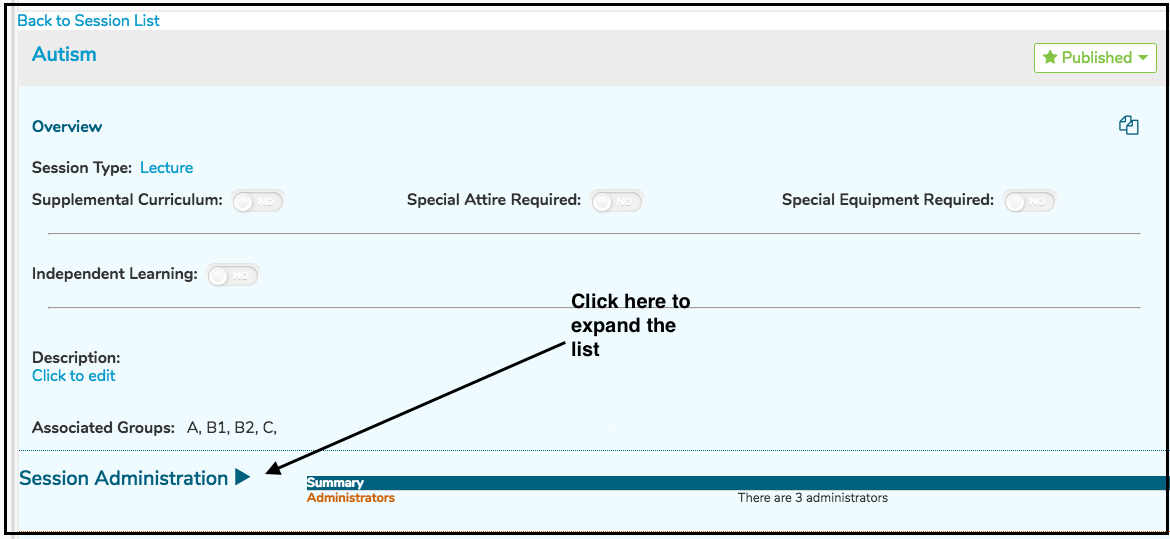 Back to Session List
Autism
Published
Overview
Session Type: Lecture
Supplemental Curriculum: NO Special Attire Required: NO Special Equipment Required: NO
Independent Learning: NO
Click here to
expand the
list
Description:
Click to edit
Associated Groups: A, B1, B2, C,
Session Administration
Summary
Administrators There are 3 administrators